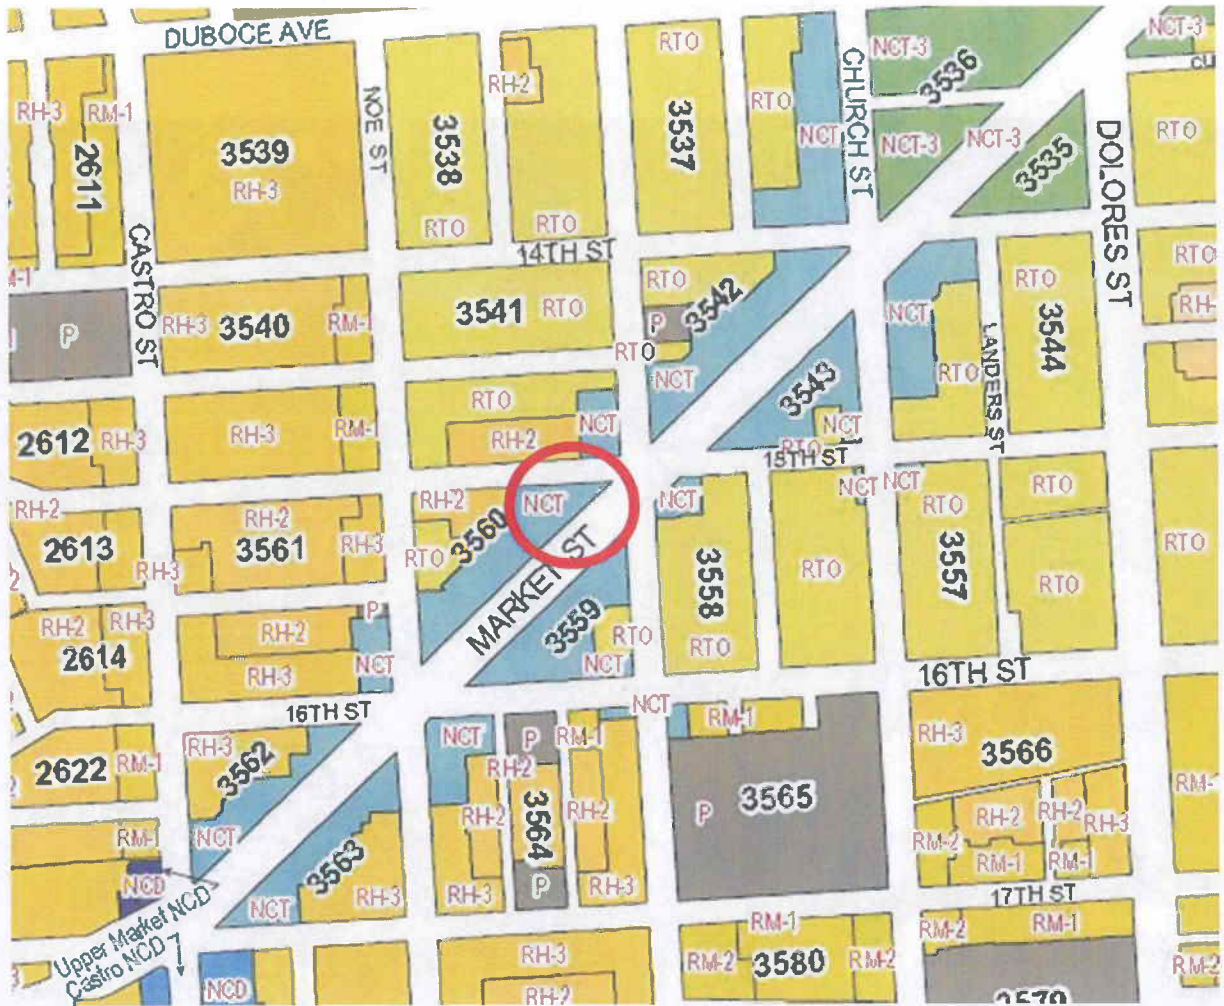 DUBOCE AVE
RTO
NCT-3
NCT-3
RH-3
RM-1
2611
3539
RH-3
NOE ST
3538
RTO
RH-2
RTO
3537
RTO
NCT
CHURCH ST
3536
NCT-3
NCT-3
3535
DOLORES ST
RTO
CASTRO ST
14TH ST
RTO
P
RH-3
3540
RM-1
3541
RTO
RTO
3542
P
RTO
NCT
3543
NCT
RTO
NCT
RTO
LANDERS ST
RTO
3544
2612
RH-3
RH-3
RM-1
RTO
RH-2
NCT
15TH ST
RH-2
2613
RH-3
RH-2
3561
RH-3
RH-2
RTO
3560
NCT
MARKET ST
3559
RTO
NCT
NCT
3558
RTO
RTO
NCT
NCT
RTO
3557
RTO
RTO
RTO
RH-2
RH-3
2614
RH-2
RH-3
P
NCT
16TH ST
16TH ST
2622
RM-1
RH-3
3562
NCT
NCT
P
RM-1
NCT
RM-1
RH-2
RH-2
3564
RH-2
P
3565
RH-3
3566
RM-1
RM-1
NCD
NCT
3563
RH-3
RH-3
P
RH-3
RM-2
RH-2
RM-1
RH-2
RM-1
RH-3
17TH ST
Upper Market NCD
Castro NCD
NCD
RH-3
RH-2
RM-1
RM-2
3580
RM-2
RM-2
RM-1
RM-2
3579